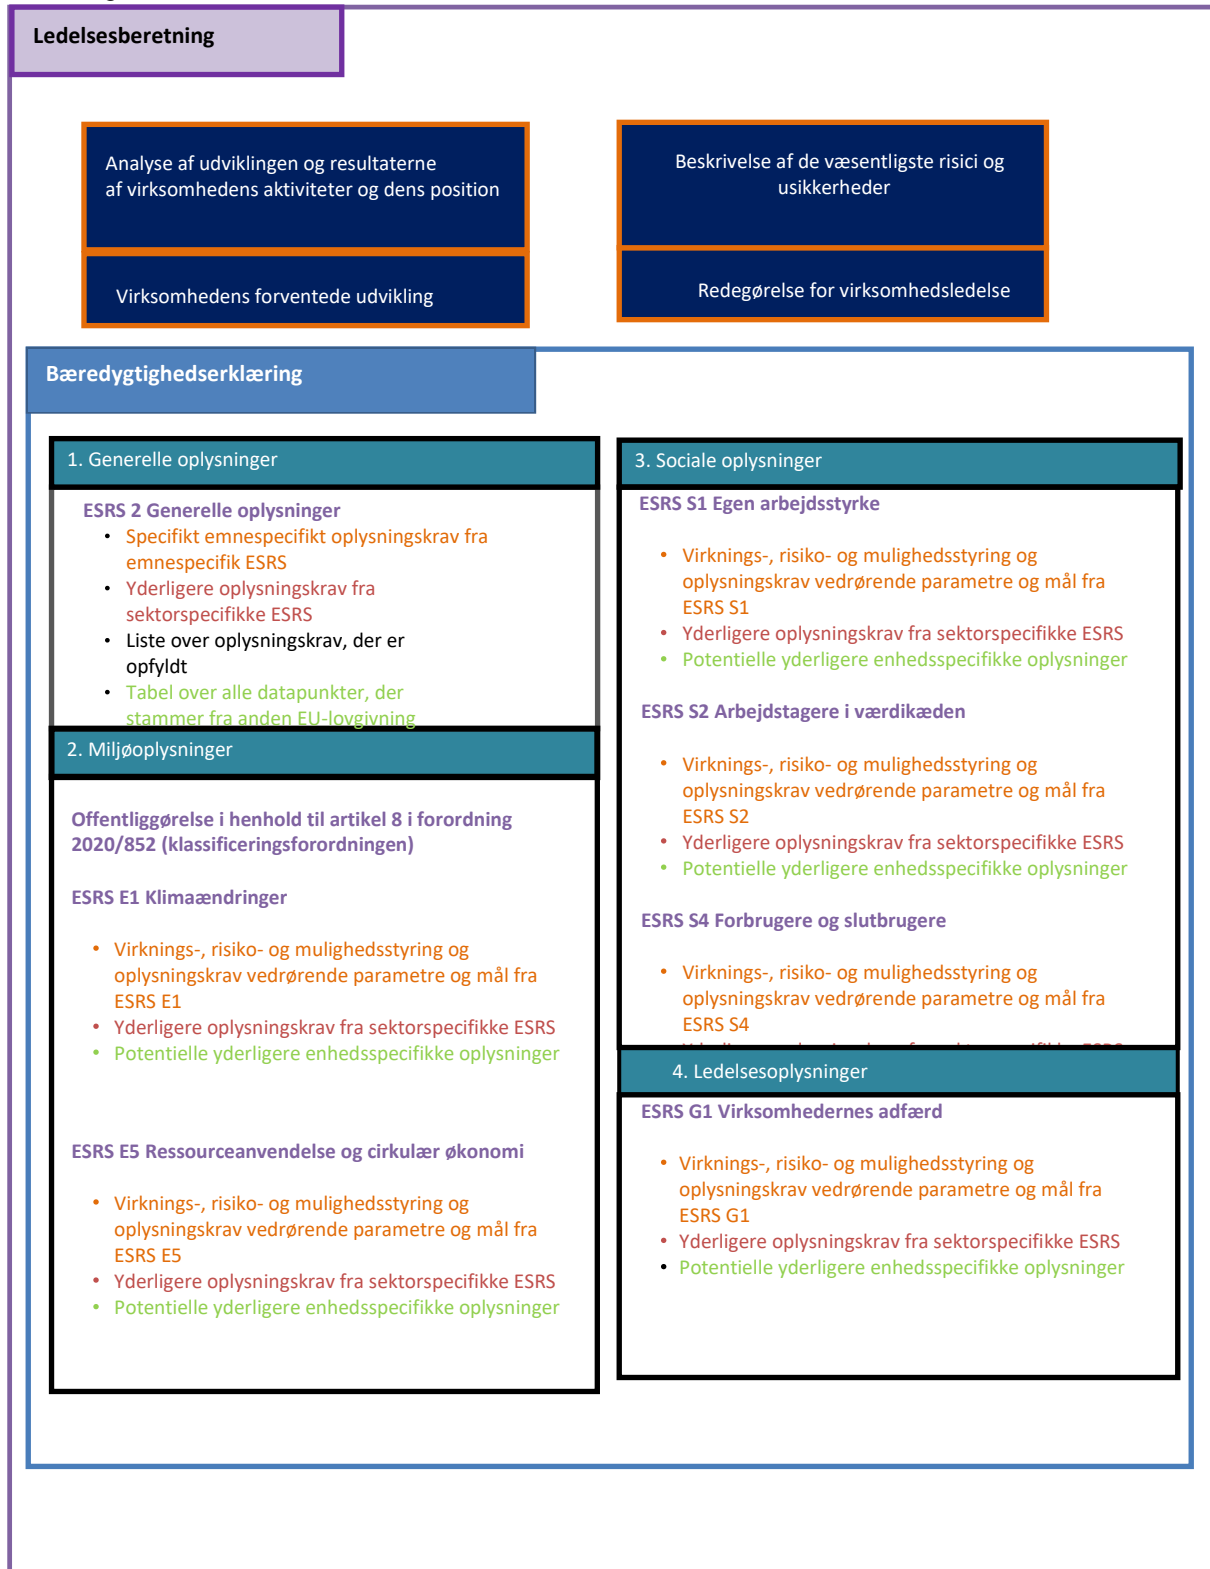 Ledelsesberetning
Analyse af udviklingen og resultaterne
af virksomhedens aktiviteter og dens position
Virksomhedens forventede udvikling
Beskrivelse af de væsentligste risici og
usikkerheder
Redegørelse for virksomhedsledelse
Bæredygtighedserklæring
1. Generelle oplysninger
ESRS 2 Generelle oplysninger
• Specifikt emnespecifikt oplysningskrav fra
emnespecifik ESRS
• Yderligere oplysningskrav fra
sektorspecifikke ESRS
• Liste over oplysningskrav, der er
opfyldt
• Tabel over alle datapunkter, der
stammer fra anden EU-lovgivning
2. Miljøoplysninger
Offentliggørelse i henhold til artikel 8 i forordning
2020/852 (klassificeringsforordningen)
ESRS E1 Klimaændringer
• Virknings-, risiko- og mulighedsstyring og
oplysningskrav vedrørende parametre og mål fra
ESRS E1
• Yderligere oplysningskrav fra sektorspecifikke ESRS
• Potentielle yderligere enhedsspecifikke oplysninger
ESRS E5 Ressourceanvendelse og cirkulær økonomi
• Virknings-, risiko- og mulighedsstyring og
oplysningskrav vedrørende parametre og mål fra
ESRS E5
• Yderligere oplysningskrav fra sektorspecifikke ESRS
• Potentielle yderligere enhedsspecifikke oplysninger
3. Sociale oplysninger
ESRS S1 Egen arbejdsstyrke
• Virknings-, risiko- og mulighedsstyring og
oplysningskrav vedrørende parametre og mål fra
ESRS S1
• Yderligere oplysningskrav fra sektorspecifikke ESRS
• Potentielle yderligere enhedsspecifikke oplysninger
ESRS S2 Arbejdstagere i værdikæden
• Virknings-, risiko- og mulighedsstyring og
oplysningskrav vedrørende parametre og mål fra
ESRS S2
• Yderligere oplysningskrav fra sektorspecifikke ESRS
• Potentielle yderligere enhedsspecifikke oplysninger
ESRS S4 Forbrugere og slutbrugere
• Virknings-, risiko- og mulighedsstyring og
oplysningskrav vedrørende parametre og mål fra
ESRS S4
4. Ledelsesoplysninger
ESRS G1 Virksomhedernes adfærd
• Virknings-, risiko- og mulighedsstyring og
oplysningskrav vedrørende parametre og mål fra
ESRS G1
• Yderligere oplysningskrav fra sektorspecifikke ESRS
• Potentielle yderligere enhedsspecifikke oplysninger